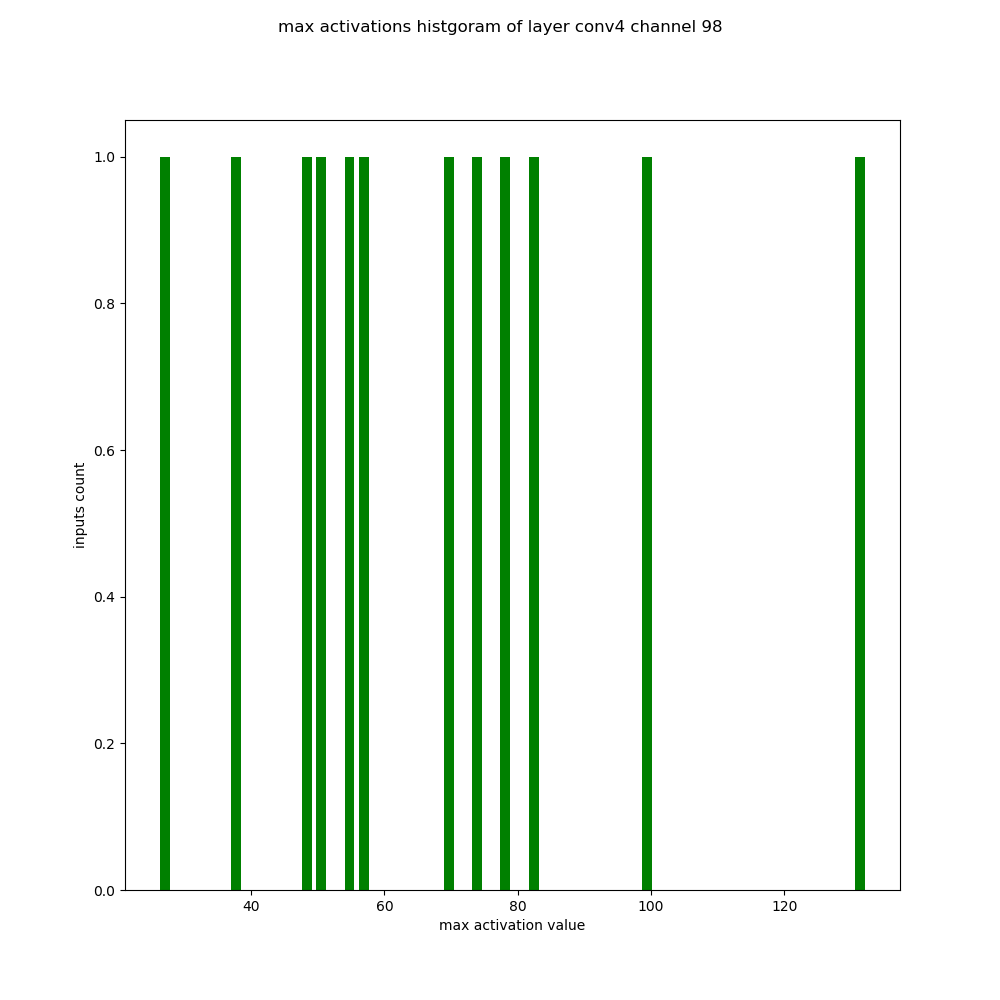 max activations histgoram of layer conv4 channel 98
1.0
0.8
0.6
0.4
0.2
0.0
inputs count
40 60 80 100 120
max activation value